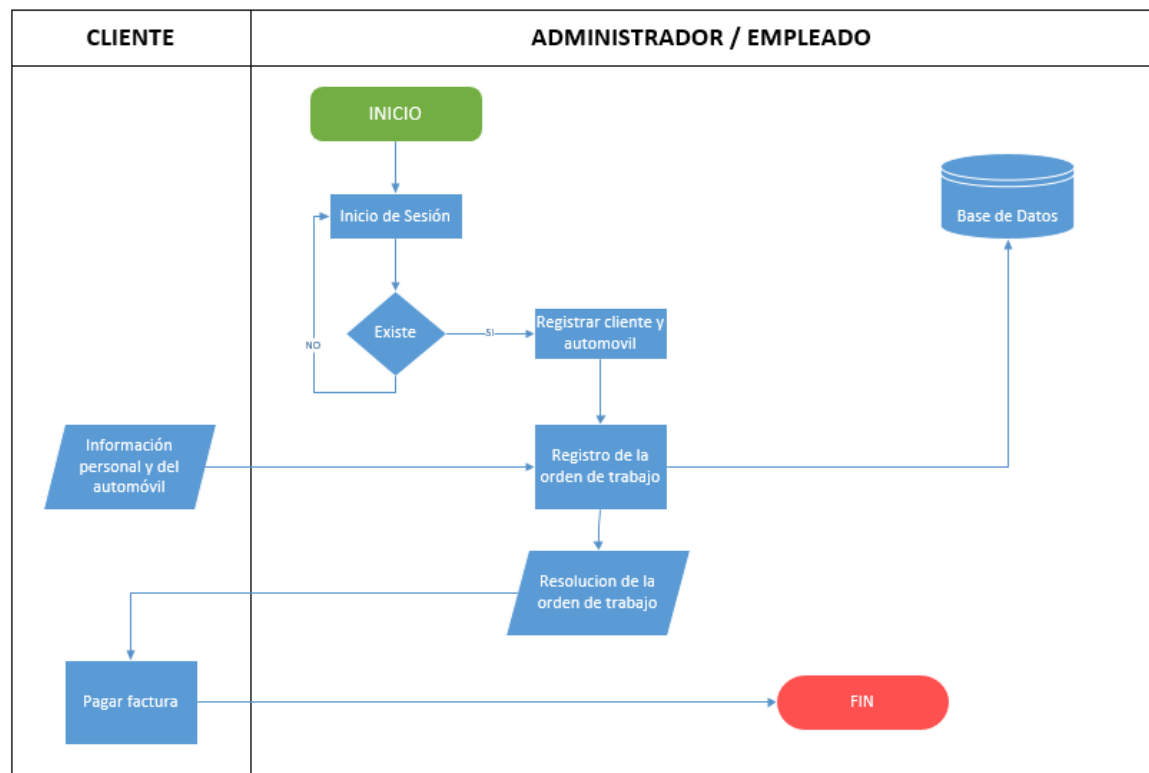 CLIENTE
ADMINISTRADOR / EMPLEADO
INICIO
Inicio de Sesión
Base de Datos
Existe
SI
Registrar cliente y
automovil
NO
Información
personal y del
automóvil
Registro de la
orden de trabajo
Resolucion de la
orden de trabajo
Pagar factura
FIN